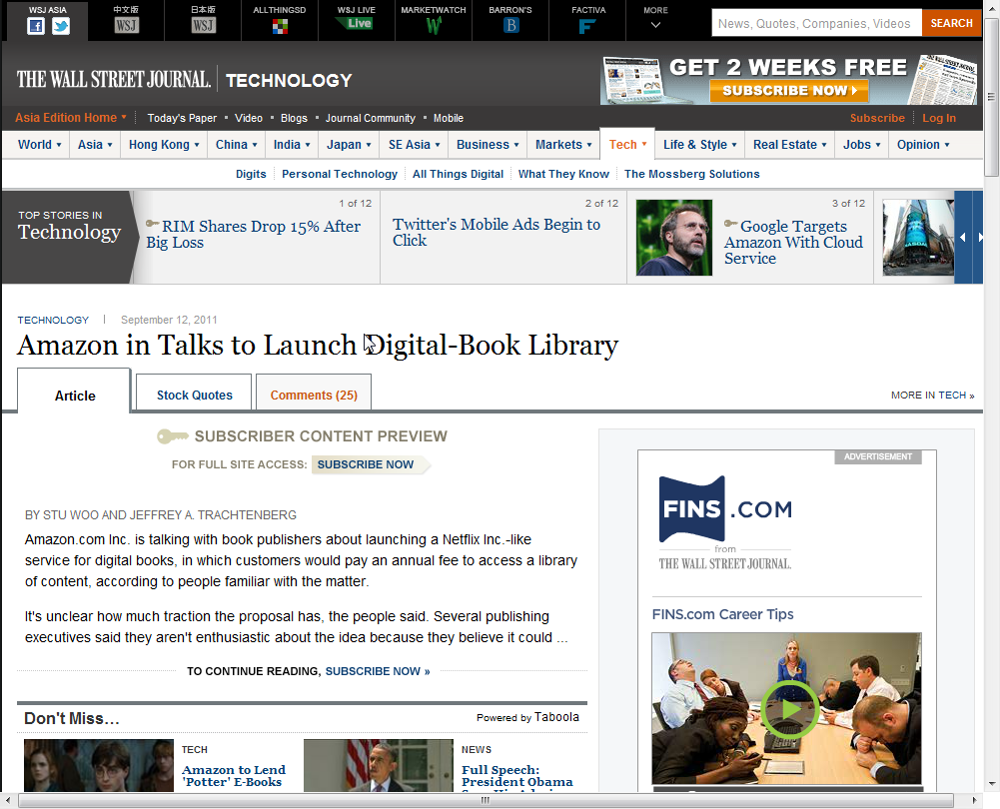 WSJ ASIA
中文版
WSJ
日本版
WSJ
ALLTHINGSD
WSJ LIVE
Live
MARKETWATCH
W
BARRON'S
B
FACTIVA
F
MORE
News, Quotes, Companies, Videos
SEARCH
THE WALL STREET JOURNAL.
TECHNOLOGY
GET 2 WEEKS FREE
SUBSCRIBE NOW
Asia Edition Home
Today's Paper • Video • Blogs • Journal Community • Mobile
Subscribe
Log In
World Asia Hong Kong China India Japan SE Asia Business Markets Tech Life & Style Real Estate Jobs Opinion
Digits Personal Technology All Things Digital What They Know The Mossberg Solutions
TOP STORIES IN
Technology
1 of 12
RIM Shares Drop 15% After
Big Loss
2 of 12
Twitter's Mobile Ads Begin to
Click
3 of 12
Google Targets
Amazon With Cloud
Service
TECHNOLOGY
September 12, 2011
Amazon in Talks to Launch Digital-Book Library
Article
Stock Quotes
Comments (25)
MORE IN TECH »
SUBSCRIBER CONTENT PREVIEW
FOR FULL SITE ACCESS: SUBSCRIBE NOW
BY STU WOO AND JEFFREY A. TRACHTENBERG
Amazon.com Inc. is talking with book publishers about launching a Netflix Inc.-like
service for digital books, in which customers would pay an annual fee to access a library
of content, according to people familiar with the matter.
It's unclear how much traction the proposal has, the people said. Several publishing
executives said they aren't enthusiastic about the idea because they believe it could ...
TO CONTINUE READING, SUBSCRIBE NOW »
Don't Miss…
Powered by Taboola
TECH
Amazon to Lend
'Potter' E-Books
NEWS
Full Speech:
President Obama
ADVERTISEMENT
FINS.COM
from
THE WALL STREET JOURNAL.
FINS.com Career Tips